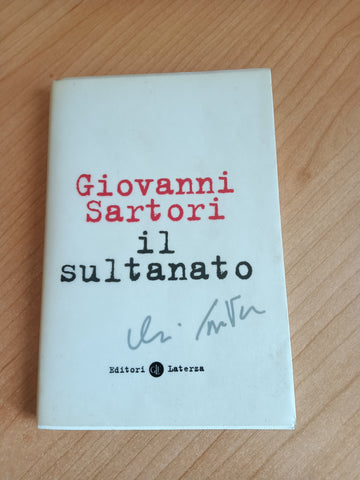 Giovanni
Sartori
il
sultanato
Editori Laterza